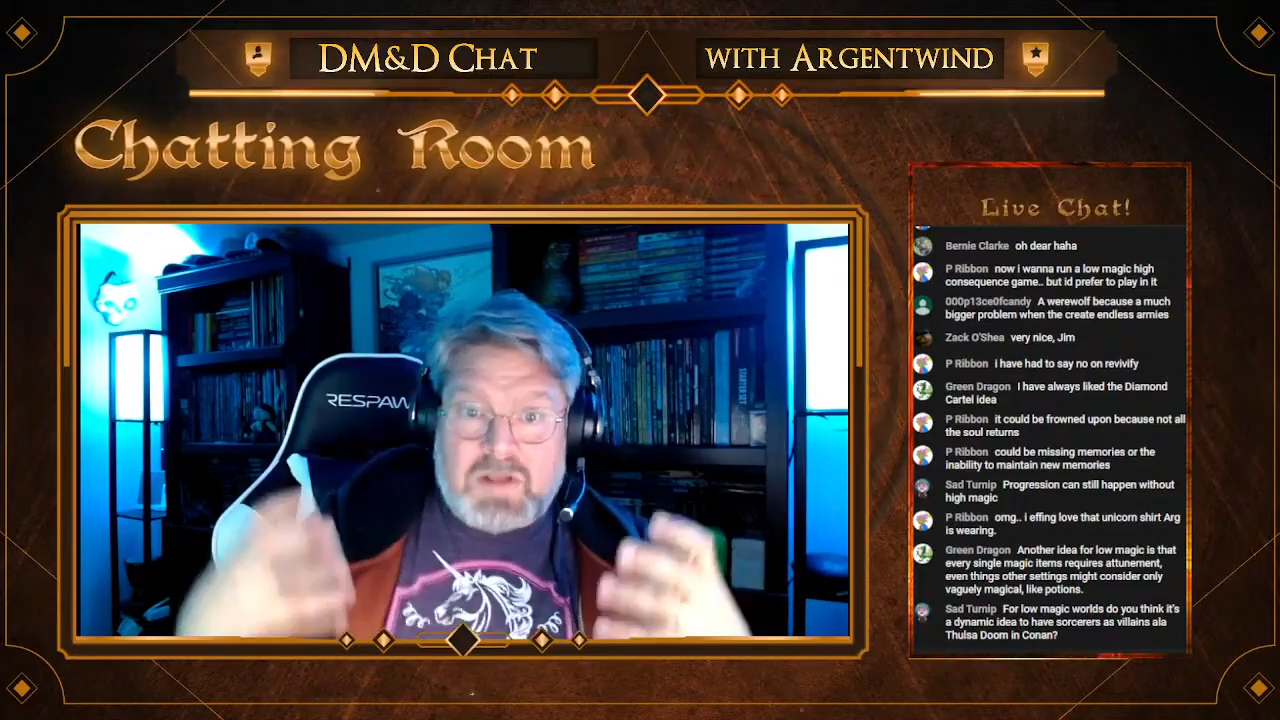 DM&D Chat
with Argentwind
Chatting Room
Live Chat!
Bernie Clarke oh dear haha
P Ribbon now i wanna run a low magic high
consequence game.. but id prefer to play in it
000p13ce0fcandy A werewolf because a much
bigger problem when the create endless armies
Zack O'Shea very nice, Jim
P Ribbon i have had to say no on revivify
Green Dragon I have always liked the Diamond
Cartel idea
P Ribbon it could be frowned upon because not all
the soul returns
P Ribbon could be missing memories or the
inability to maintain new memories
Sad Turnip Progression can still happen without
high magic
P Ribbon omg.. i effing love that unicorn shirt Arg
is wearing.
Green Dragon Another idea for low magic is that
every single magic items requires attunement,
even things other settings might consider only
vaguely magical, like potions.
Sad Turnip For low magic worlds do you think it's
a dynamic idea to have sorcerers as villains ala
Thulsa Doom in Conan?
RESPAW
STARTER SET